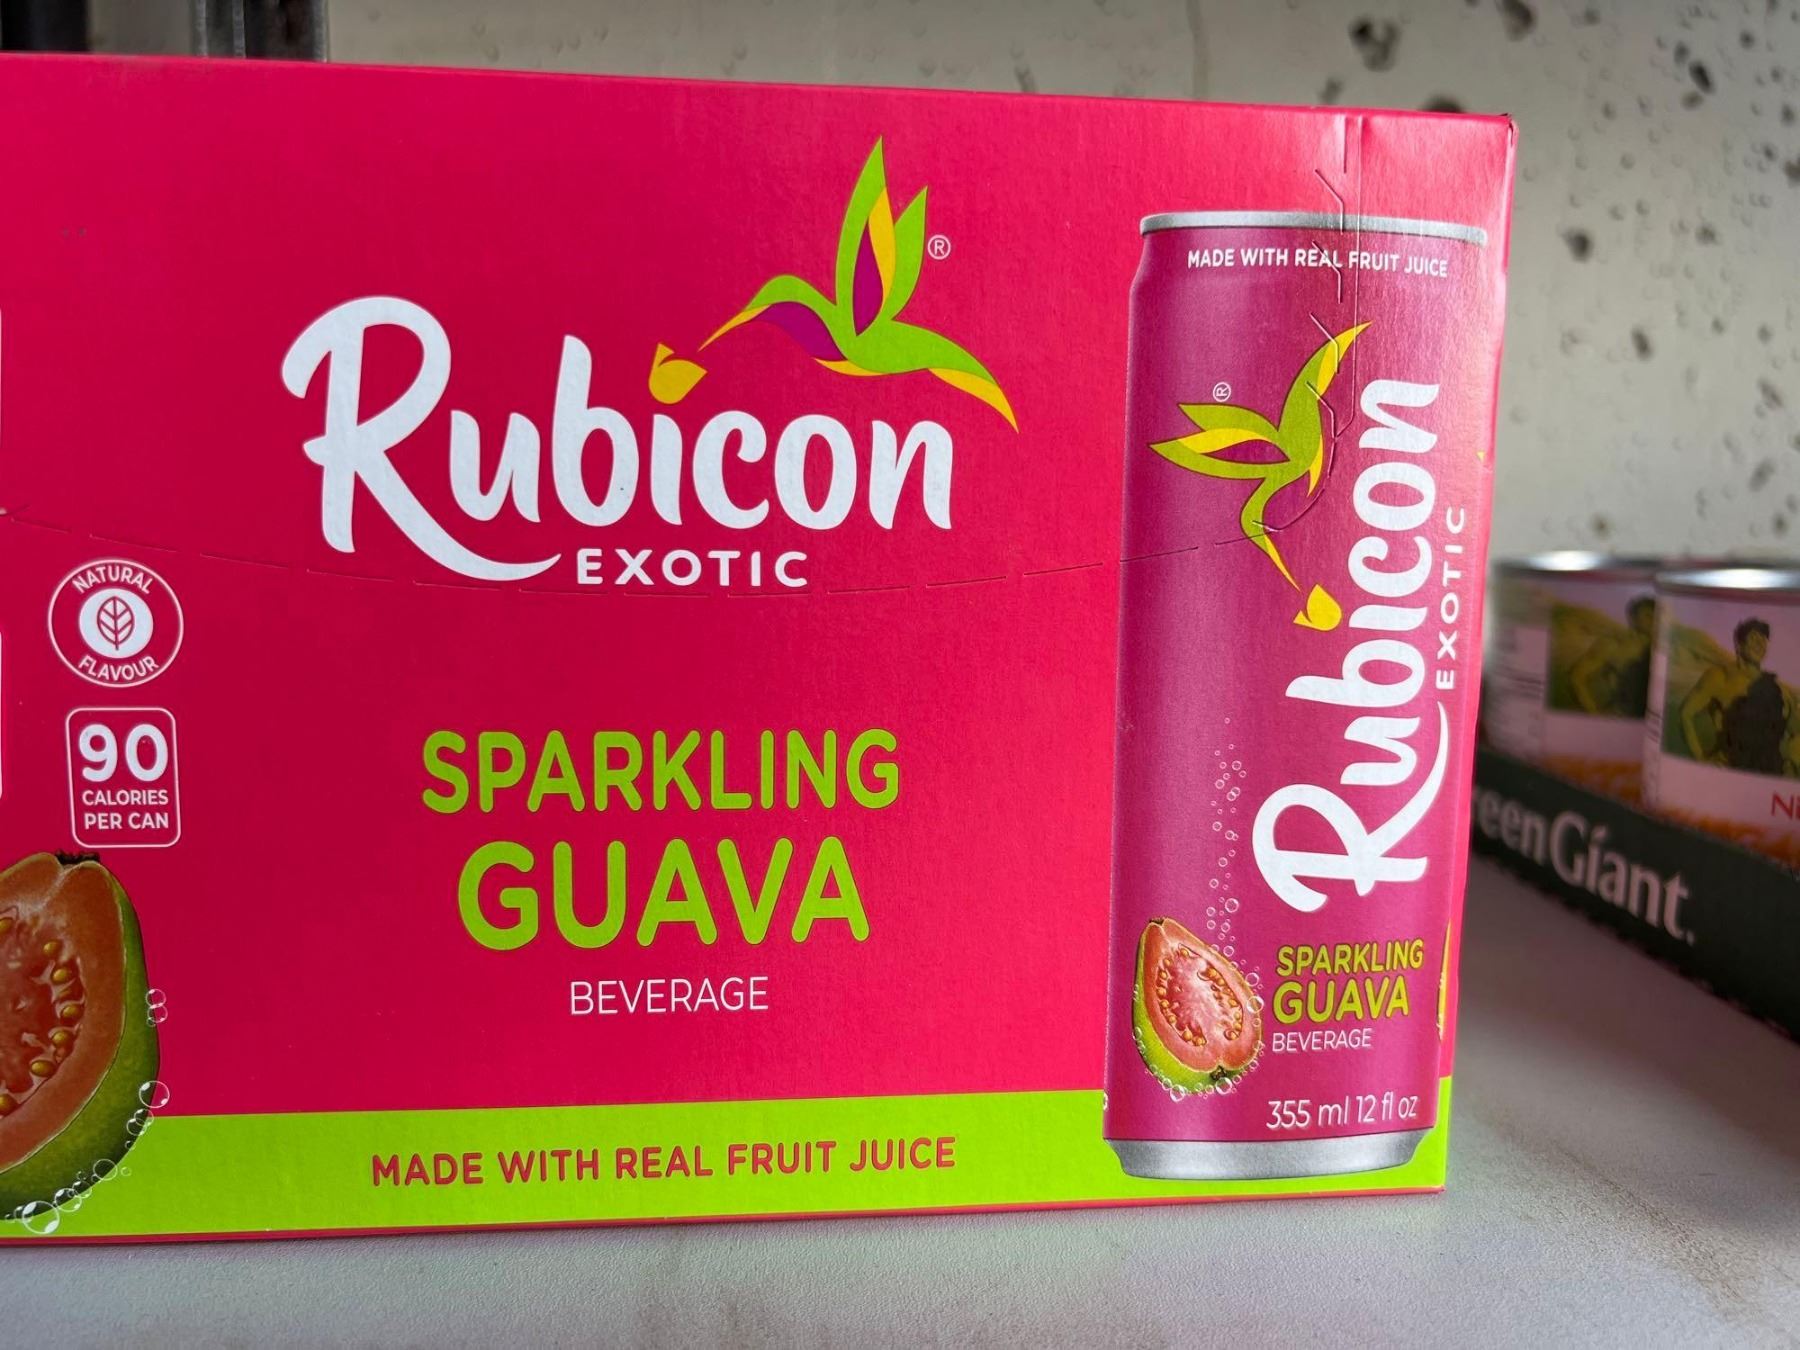 Rubicon
®
EXOTIC
NATURAL
FLAVOUR
90
CALORIES
PER CAN
SPARKLING
GUAVA
BEVERAGE
MADE WITH REAL FRUIT JUICE
MADE WITH REAL FRUIT JUICE
®
Rubicon
EXOTIC
SPARKLING
GUAVA
BEVERAGE
355 ml 12 fl oz
Giant.